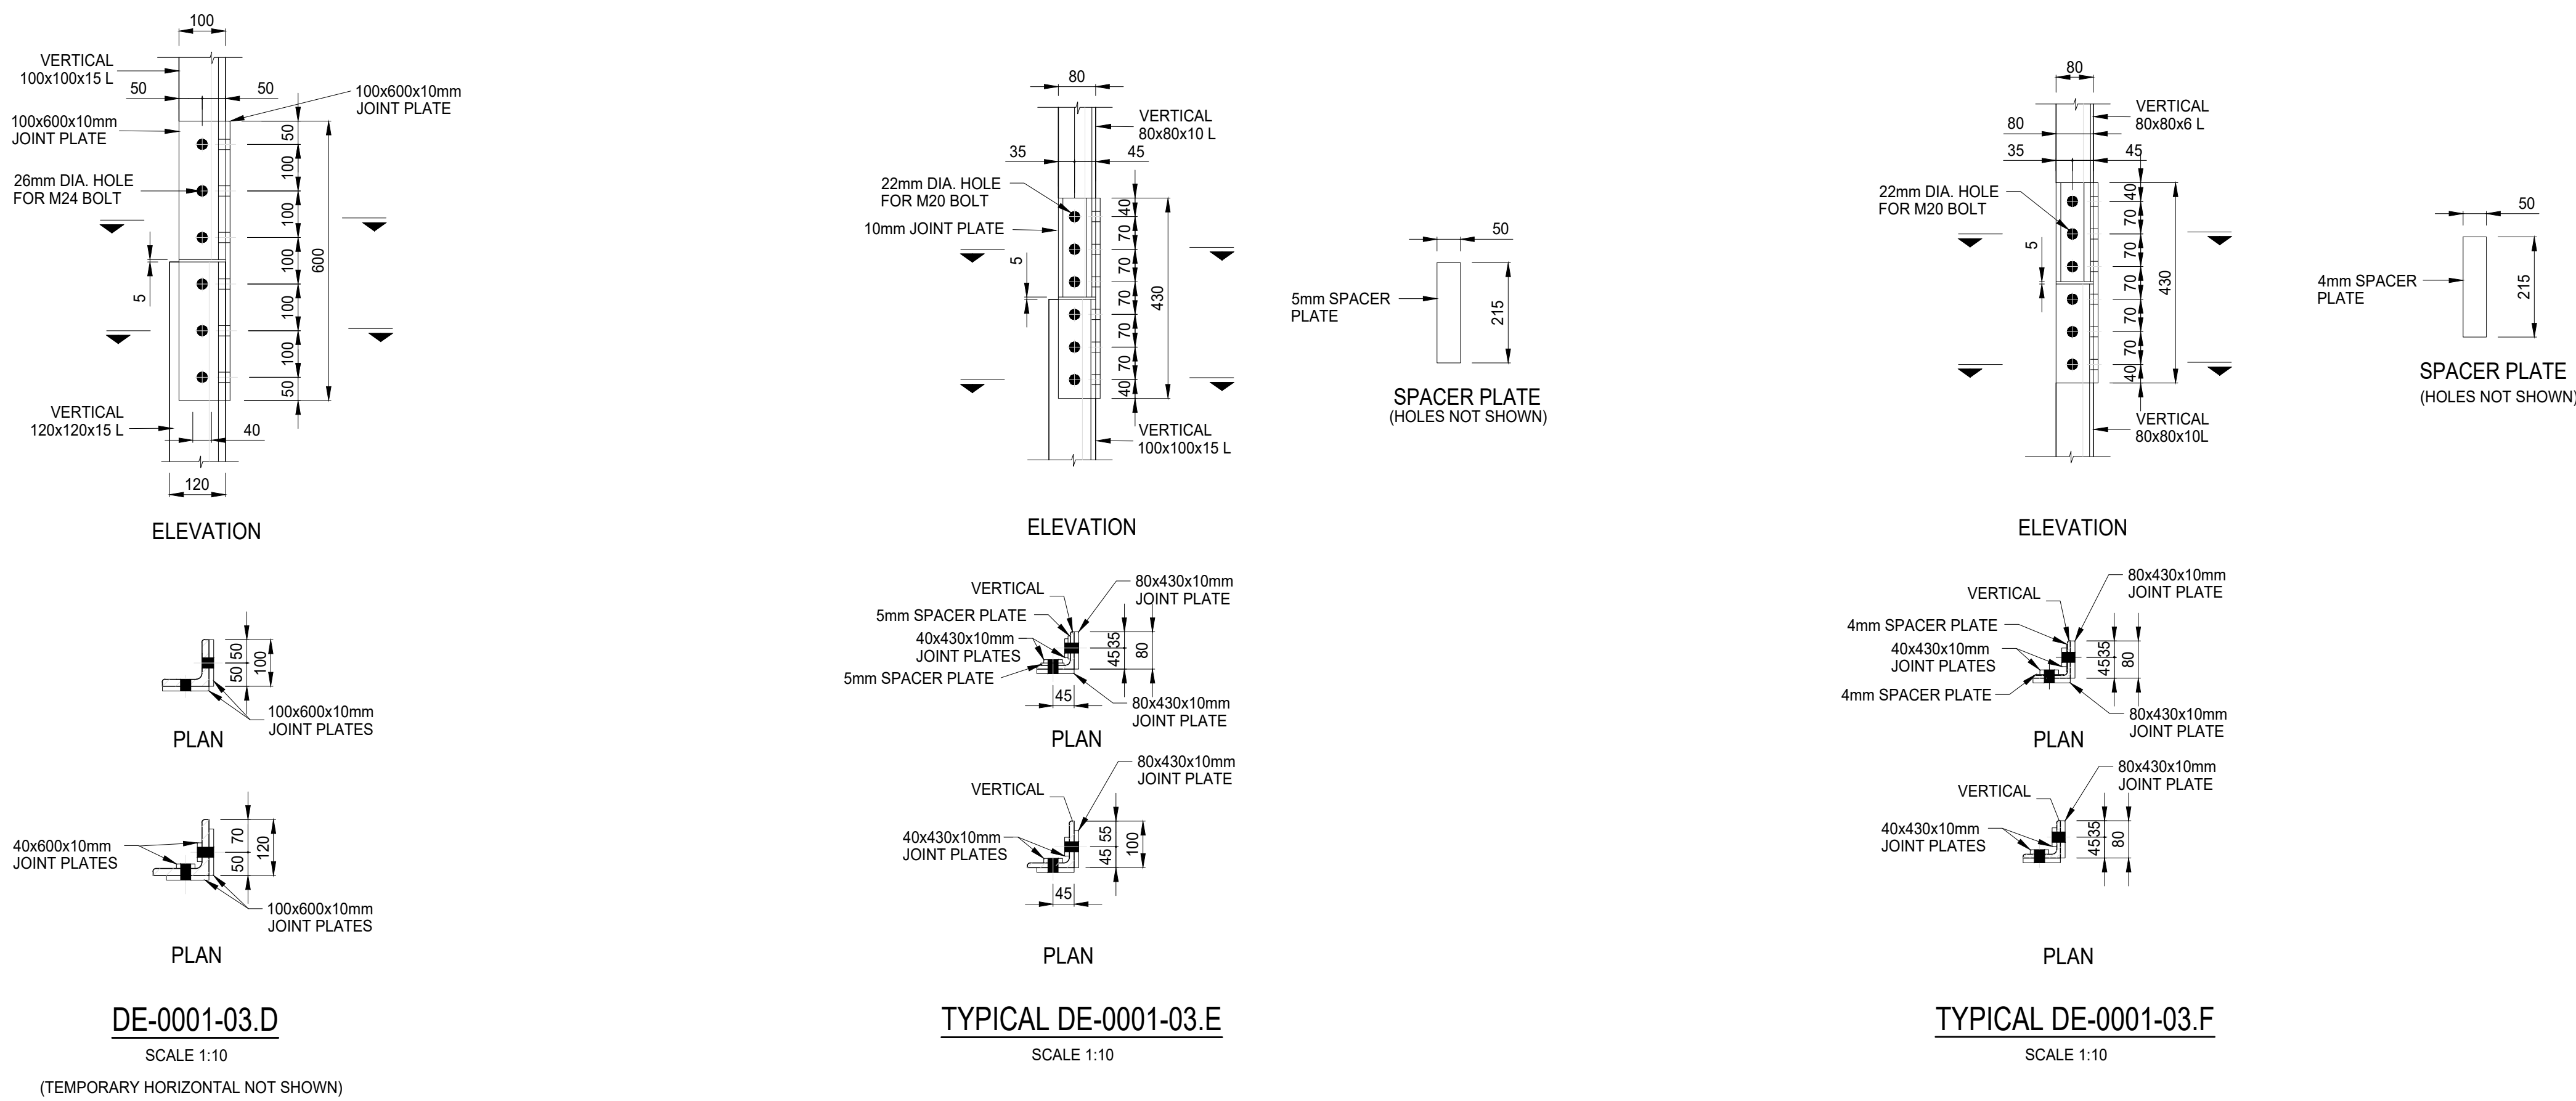 100
VERTICAL
100x100x15 L
50
50
100x600x10mm
JOINT PLATE
100x600x10mm
JOINT PLATE
26mm DIA. HOLE
FOR M24 BOLT
50
100
100
100
100
100
50
600
5
VERTICAL
120x120x15 L
40
120
ELEVATION
50
50
100
100x600x10mm
JOINT PLATES
PLAN
40x600x10mm
JOINT PLATES
70
50
120
100x600x10mm
JOINT PLATES
PLAN
DE-0001-03.D
SCALE 1:10
(TEMPORARY HORIZONTAL NOT SHOWN)
80
VERTICAL
80x80x10 L
35
45
22mm DIA. HOLE
FOR M20 BOLT
10mm JOINT PLATE
40
70
70
70
70
70
40
430
5
VERTICAL
100x100x15 L
ELEVATION
50
5mm SPACER
PLATE
215
SPACER PLATE
(HOLES NOT SHOWN)
VERTICAL
80x430x10mm
JOINT PLATE
5mm SPACER PLATE
40x430x10mm
JOINT PLATES
5mm SPACER PLATE
35
45
80
45
80x430x10mm
JOINT PLATE
PLAN
80x430x10mm
JOINT PLATE
VERTICAL
40x430x10mm
JOINT PLATES
55
45
100
45
PLAN
TYPICAL DE-0001-03.E
SCALE 1:10
80
VERTICAL
80x80x6 L
80
35
45
22mm DIA. HOLE
FOR M20 BOLT
40
70
70
70
70
70
40
430
5
VERTICAL
80x80x10L
ELEVATION
50
4mm SPACER
PLATE
215
SPACER PLATE
(HOLES NOT SHOWN)
80x430x10mm
JOINT PLATE
VERTICAL
4mm SPACER PLATE
40x430x10mm
JOINT PLATES
4mm SPACER PLATE
35
45
80
80x430x10mm
JOINT PLATE
PLAN
80x430x10mm
JOINT PLATE
VERTICAL
40x430x10mm
JOINT PLATES
35
45
80
PLAN
TYPICAL DE-0001-03.F
SCALE 1:10